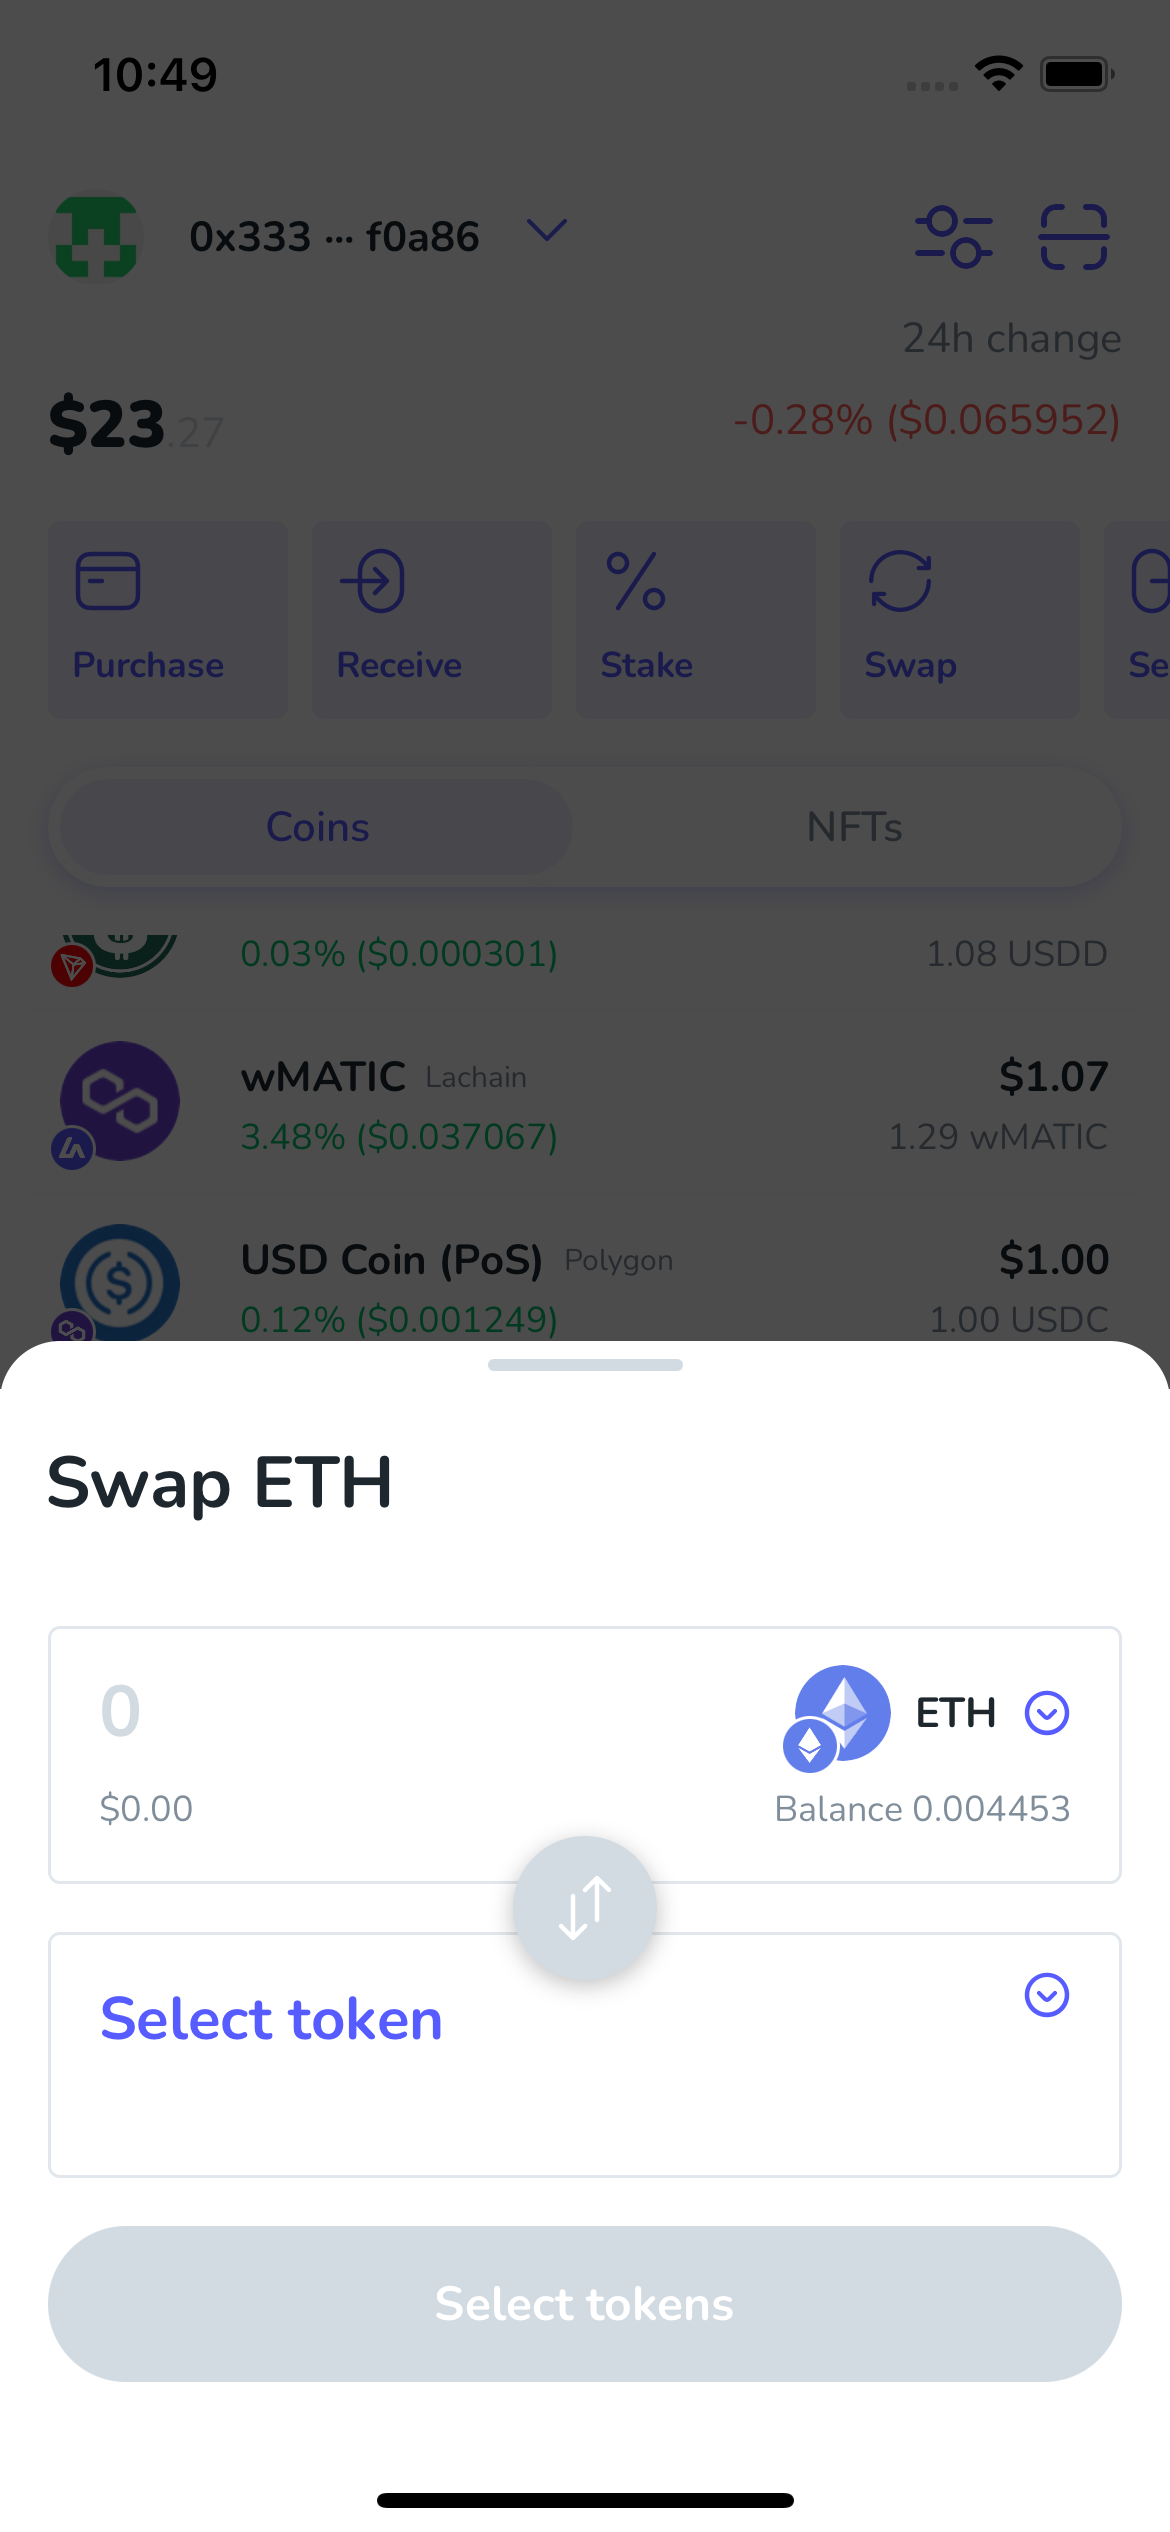 10:49
0x333 ... f0a86
24h change
$23.27
-0.28% ($0.065952)
Purchase
Receive
Stake
Swap
Se
Coins
NFTs
0.03% ($0.000301)
1.08 USDD
wMATIC Lachain
$1.07
3.48% ($0.037067)
1.29 wMATIC
USD Coin (PoS) Polygon
$1.00
0.12% ($0.001249)
1.00 USDC
Swap ETH
0
ETH
$0.00
Balance 0.004453
Select token
Select tokens